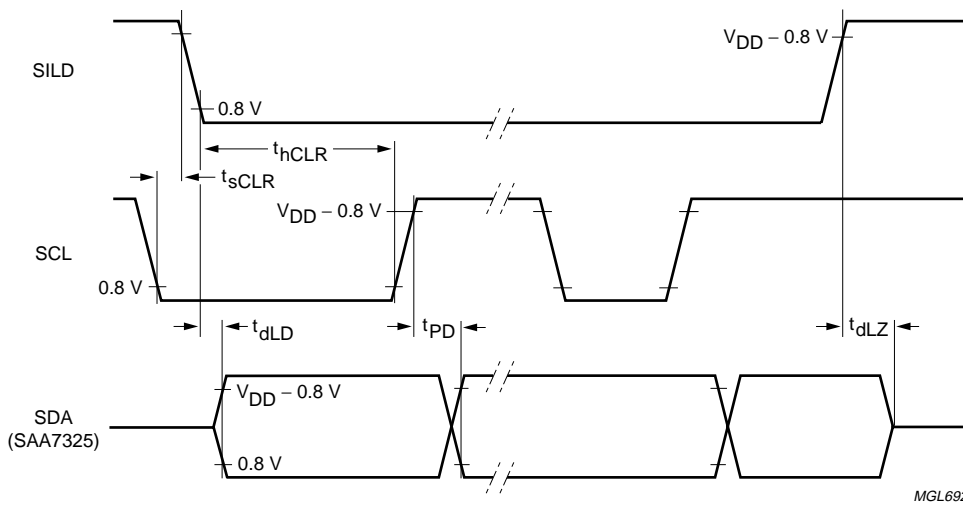 SILD
V_DD – 0.8 V
0.8 V
t_hCLR
t_sCLR
V_DD – 0.8 V
SCL
0.8 V
t_dLD
t_PD
t_dLZ
V_DD – 0.8 V
SDA
(SAA7325)
0.8 V
MGL692